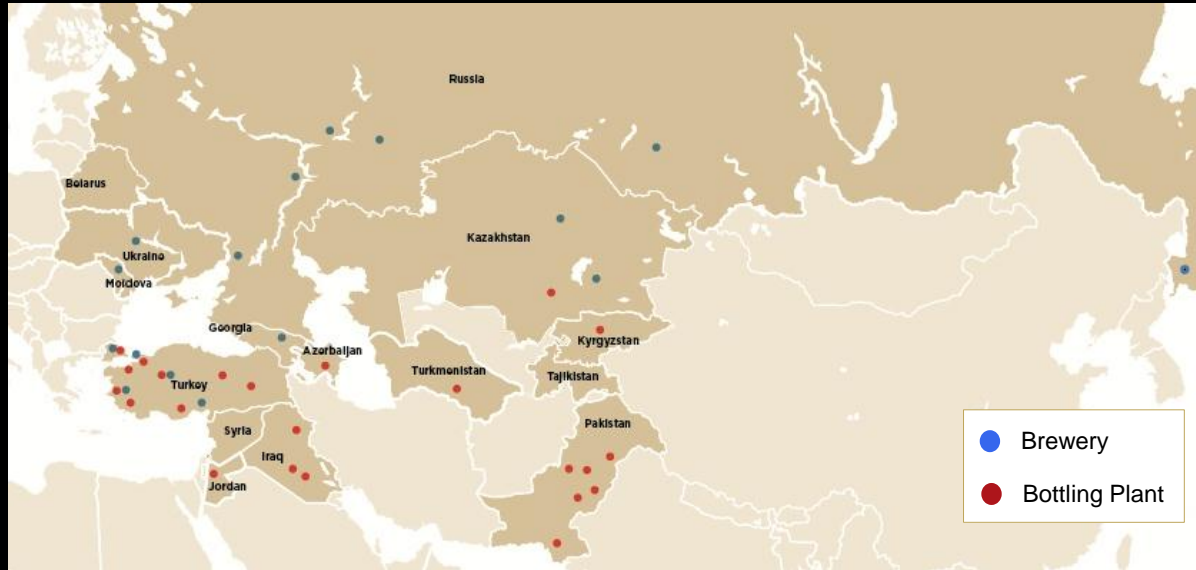 Russia
Belarus
Kazakhstan
Ukraine
Moldova
Georgia
Azerbaijan
Kyrgyzstan
Turkmenistan
Tajikistan
Turkey
Pakistan
Syria
Iraq
Jordan
Brewery
Bottling Plant